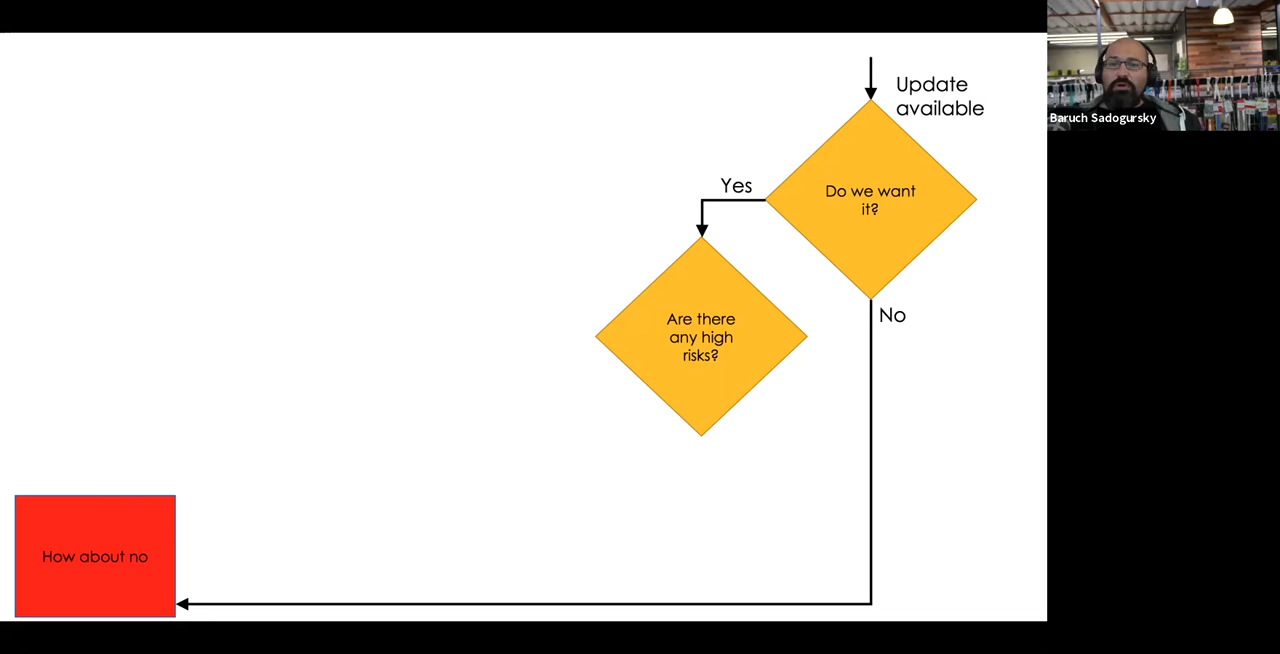 Update
available
Baruch Sadogursky
Do we want
it?
Yes
Are there
any high
risks?
No
How about no